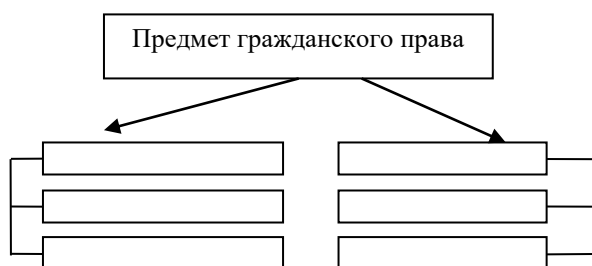 Предмет гражданского права